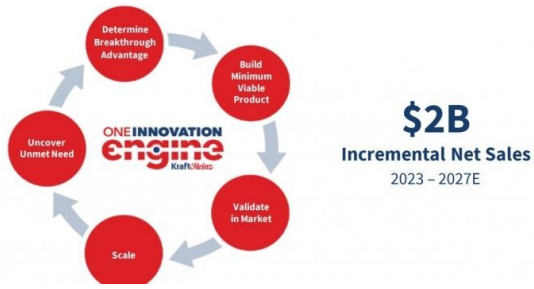 Determine
Breakthrough
Advantage
Build
Minimum
Viable
Product
Validate
in Market
Scale
Uncover
Unmet Need
ONE INNOVATION
engine
KraftHeinz
$2B
Incremental Net Sales
2023 – 2027E